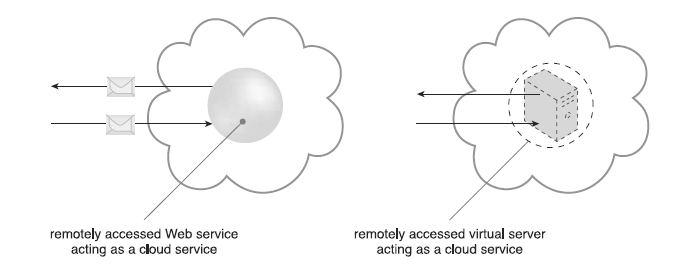 remotely accessed Web service
acting as a cloud service
remotely accessed virtual server
acting as a cloud service